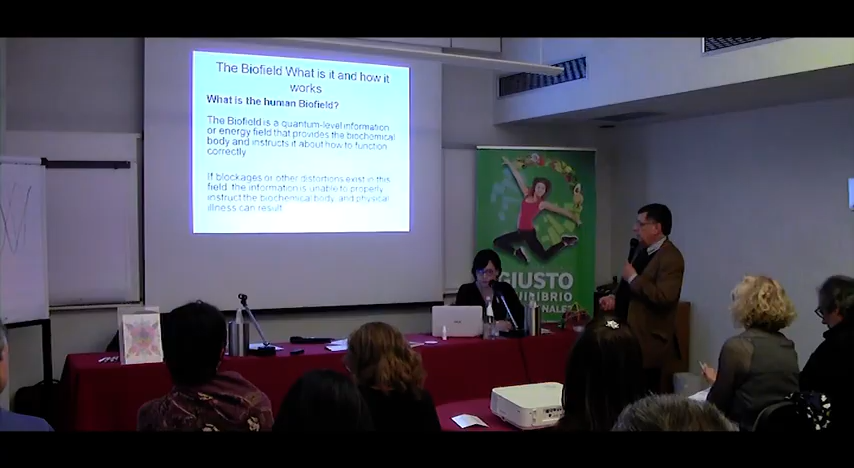 The Biofield What is it and how it
works
What is the human Biofield?
The Biofield is a quantum-level information
or energy field that provides the biochemical
body and instructs it about how to function
correctly
If blockages or other distortions exist in this
field, the information is unable to properly
instruct the biochemical body, and physical
illness can result
GIUSTO